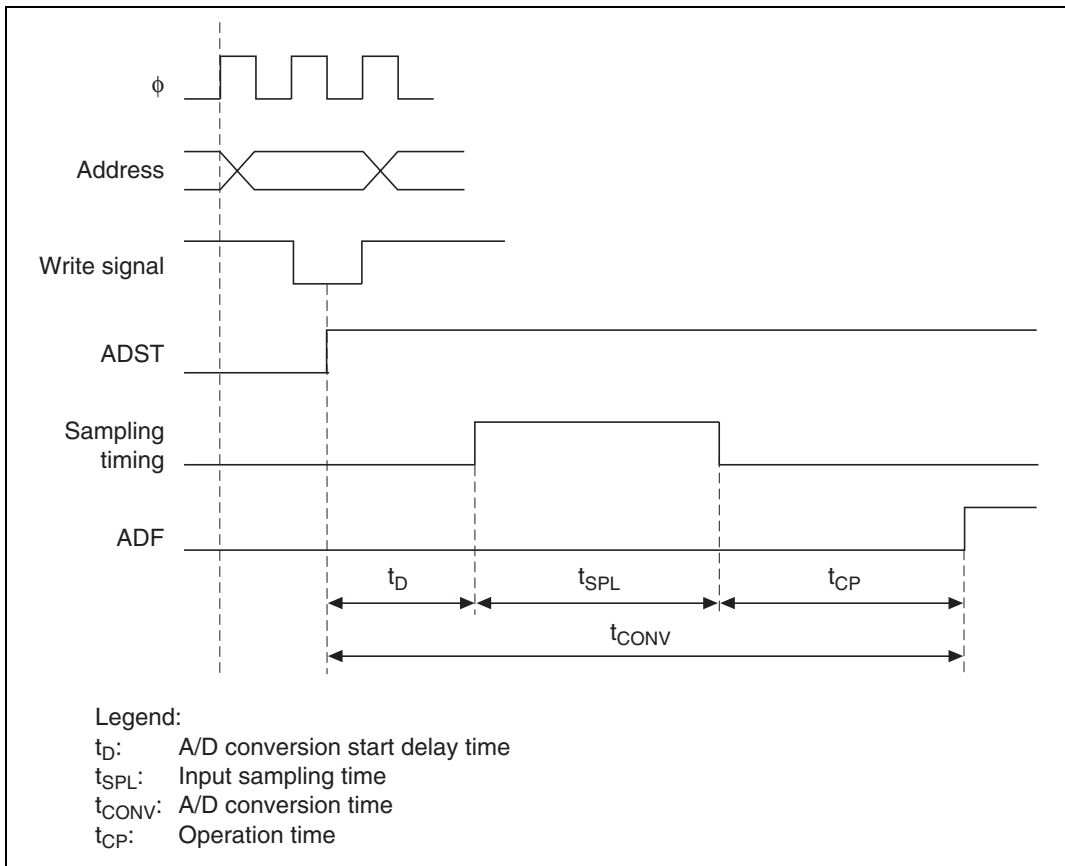 ϕ
Address
Write signal
ADST
Sampling
timing
ADF
tD tSPL tCP
tCONV
Legend:
tD: A/D conversion start delay time
tSPL: Input sampling time
tCONV: A/D conversion time
tCP: Operation time